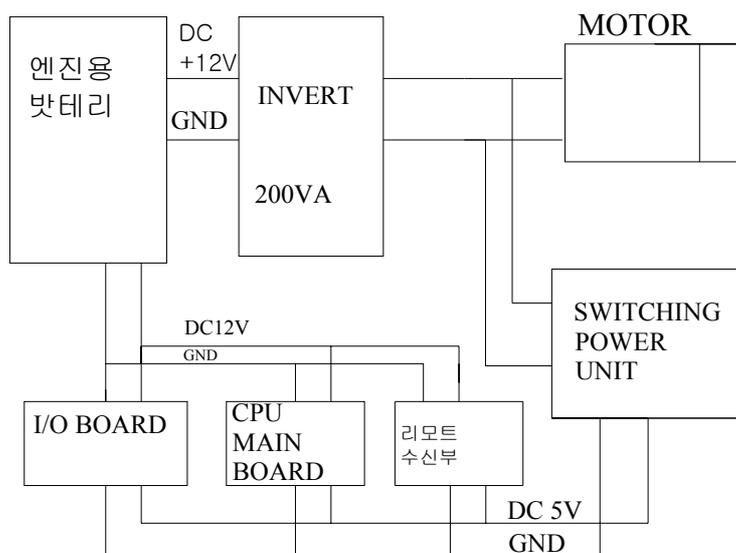 MOTOR
엔진용
밧테리
DC
+12V
GND
INVERT
200VA
SWITCHING
POWER
UNIT
DC12V
GND
I/O BOARD
CPU
MAIN
BOARD
리모트
수신부
DC 5V
GND